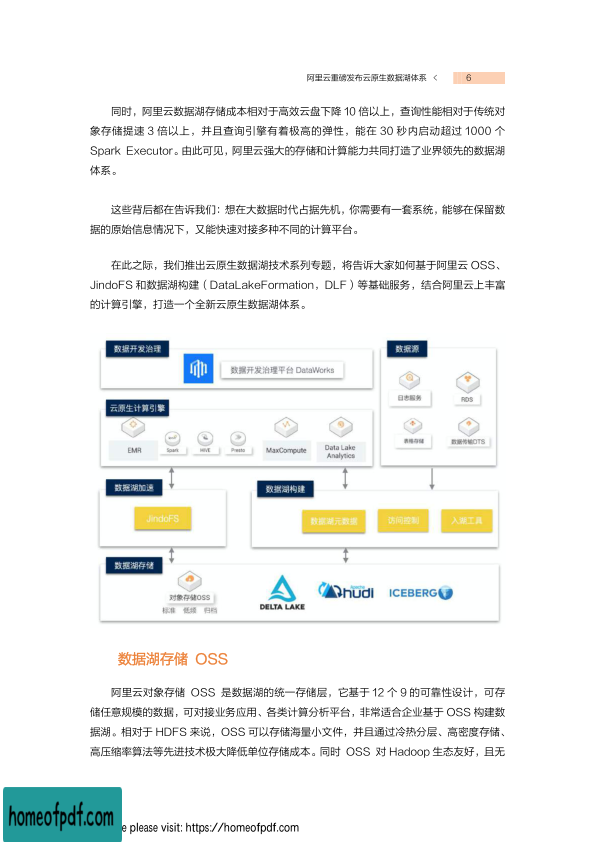 阿里云重磅发布云原生数据湖体系 < 6
同时，阿里云数据湖存储成本相对于高效云盘下降 10 倍以上，查询性能相对于传统对
象存储提速 3 倍以上，并且查询引擎有着极高的弹性，能在 30 秒内启动超过 1000 个
Spark Executor。由此可见，阿里云强大的存储和计算能力共同打造了业界领先的数据湖
体系。
这些背后都在告诉我们：想在大数据时代占据先机，你需要有一套系统，能够在保留数
据的原始信息情况下，又能快速对接多种不同的计算平台。
在此之际，我们推出云原生数据湖技术系列专题，将告诉大家如何基于阿里云 OSS、
JindoFS 和数据湖构建（DataLakeFormation，DLF）等基础服务，结合阿里云上丰富
的计算引擎，打造一个全新云原生数据湖体系。
数据开发治理
数据开发治理平台 DataWorks
数据源
日志服务
RDS
表格存储
数据传输DTS
云原生计算引擎
EMR
Spark
HIVE
Presto
MaxCompute
Data Lake
Analytics
数据湖加速
JindoFS
数据湖构建
数据湖元数据
访问控制
入湖工具
数据湖存储
对象存储OSS
标准 低频 归档
DELTA LAKE
Apache
hudi
ICEBERG
数据湖存储 OSS
阿里云对象存储 OSS 是数据湖的统一存储层，它基于 12 个 9 的可靠性设计，可存
储任意规模的数据，可对接业务应用、各类计算分析平台，非常适合企业基于 OSS 构建数
据湖。相对于 HDFS 来说，OSS 可以存储海量小文件，并且通过冷热分层、高密度存储、
高压缩率算法等先进技术极大降低单位存储成本。同时 OSS 对 Hadoop 生态友好，且无
homeofpdf.com
please visit: https://homeofpdf.com